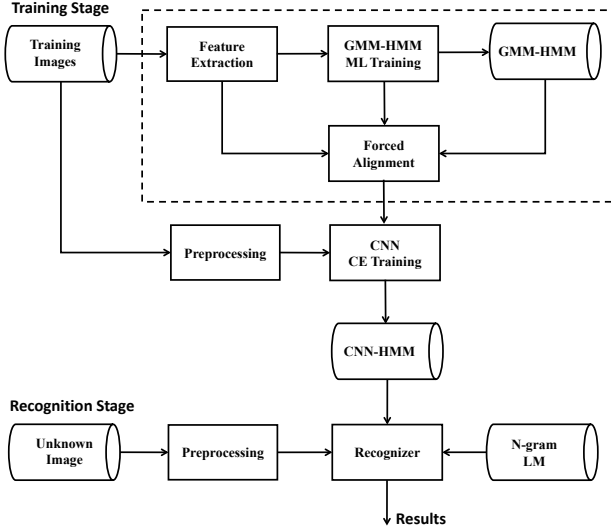 Training Stage
Training
Images
Feature
Extraction
GMM-HMM
ML Training
GMM-HMM
Forced
Alignment
Preprocessing
CNN
CE Training
CNN-HMM
Recognition Stage
Unknown
Image
Preprocessing
Recognizer
N-gram
LM
Results